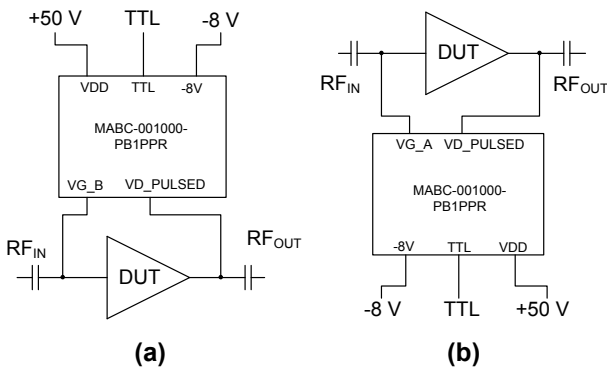 +50 V TTL -8 V
VDD TTL -8V
MABC-001000-
PB1PPR
VG_B VD_PULSED
RFIN RFOUT
DUT
(a)
DUT
RFIN RFOUT
VG_A VD_PULSED
MABC-001000-
PB1PPR
-8V TTL VDD
-8 V TTL +50 V
(b)